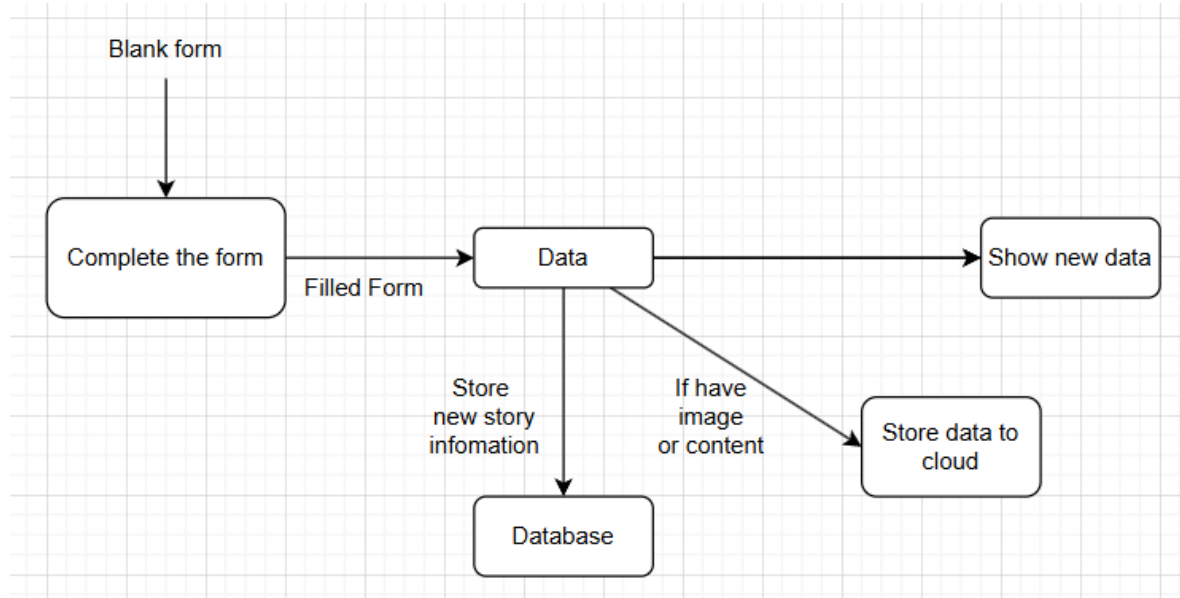 Blank form
Complete the form
Filled Form
Data
Show new data
Store
new story
infomation
If have
image
or content
Store data to
cloud
Database